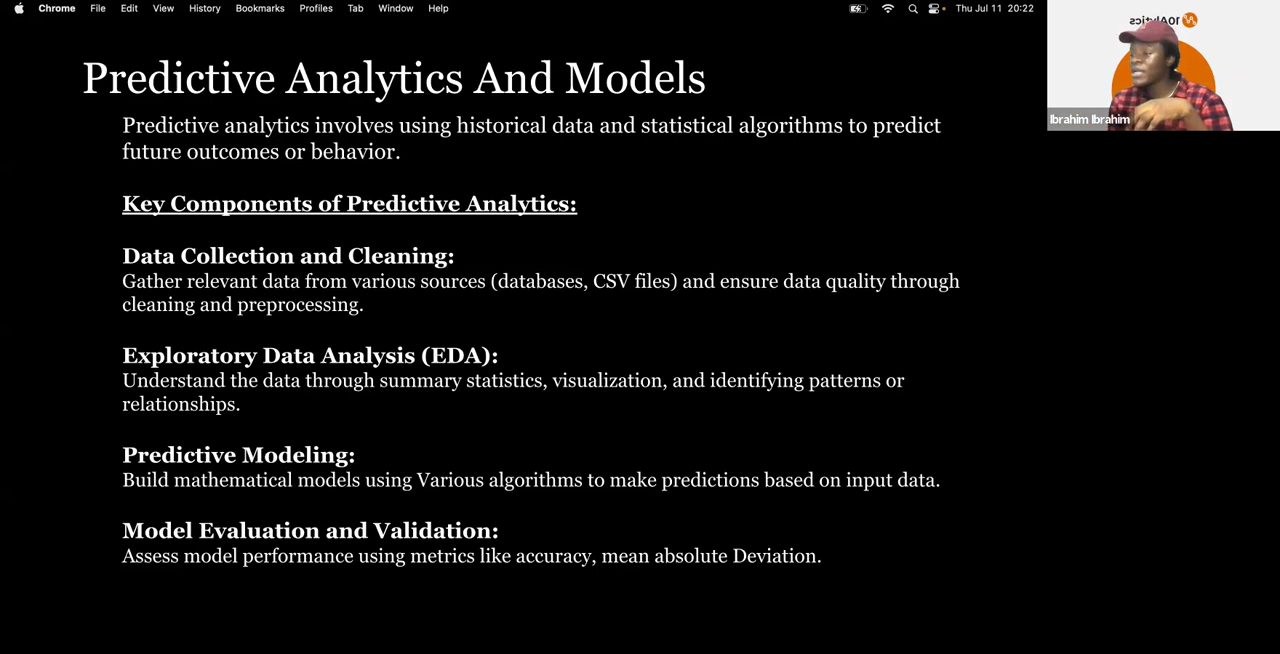 Chrome File Edit View History Bookmarks Profiles Tab Window Help Thu Jul 11 20:22
10Alytics
Ibrahim Ibrahim
Predictive Analytics And Models
Predictive analytics involves using historical data and statistical algorithms to predict
future outcomes or behavior.
Key Components of Predictive Analytics:
Data Collection and Cleaning:
Gather relevant data from various sources (databases, CSV files) and ensure data quality through
cleaning and preprocessing.
Exploratory Data Analysis (EDA):
Understand the data through summary statistics, visualization, and identifying patterns or
relationships.
Predictive Modeling:
Build mathematical models using Various algorithms to make predictions based on input data.
Model Evaluation and Validation:
Assess model performance using metrics like accuracy, mean absolute Deviation.